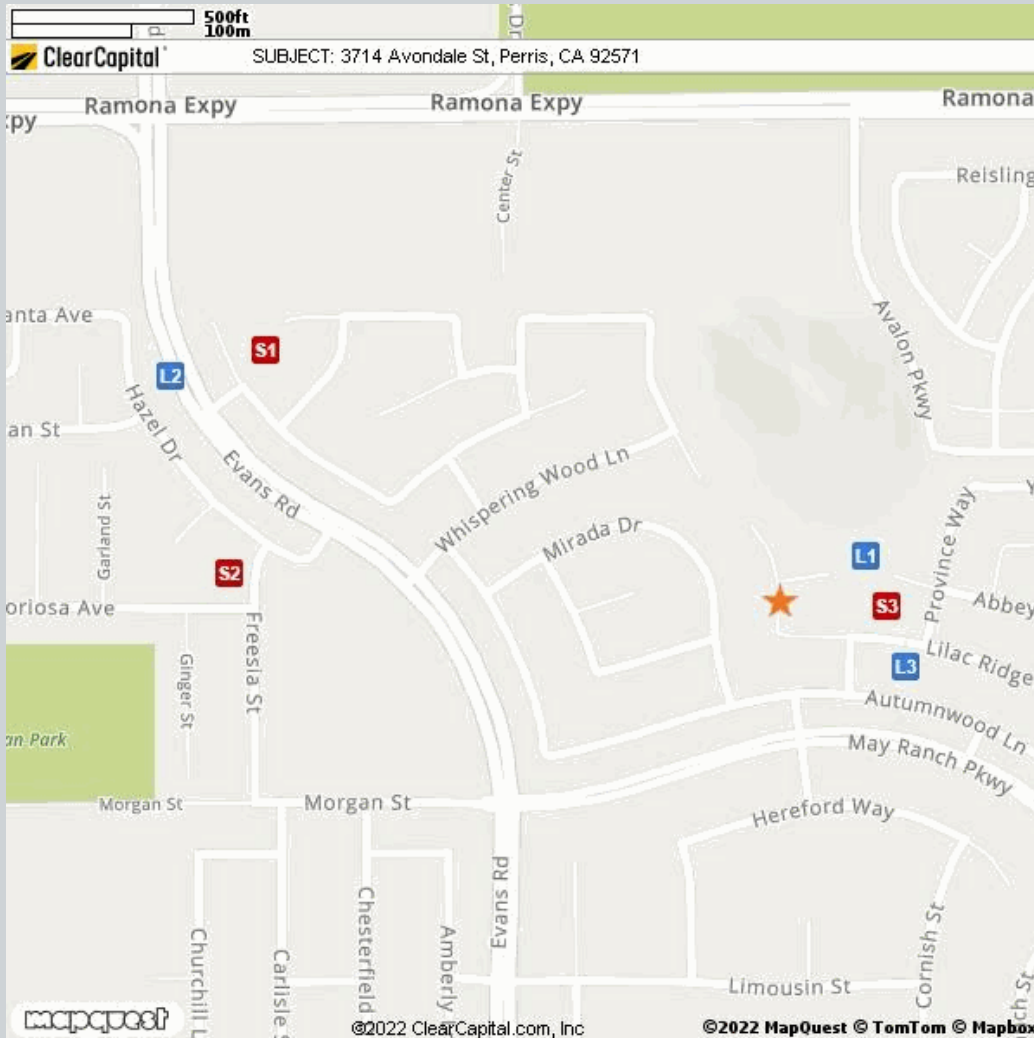 500ft
100m
ClearCapital
SUBJECT: 3714 Avondale St, Perris, CA 92571
Ramona Expy
Ramona Expy
Ramona
xpy
Center St
Reisling
anta Ave
S1
L2
Avalon Pkwy
Hazel Dr
an St
Evans Rd
Whispering Wood Ln
Garland St
Mirada Dr
Province Way
L1
S2
S3
Abbey
oriosa Ave
Freesia St
Lilac Ridge
L3
Ginger St
Autumnwood Ln
an Park
May Ranch Pkwy
Morgan St
Morgan St
Hereford Way
Evans Rd
Chesterfield
Amberly
Churchill L
Carlisle S
Cornish St
Limousin St
ch St
mapquest
©2022 ClearCapital.com, Inc
©2022 MapQuest © TomTom © Mapbox